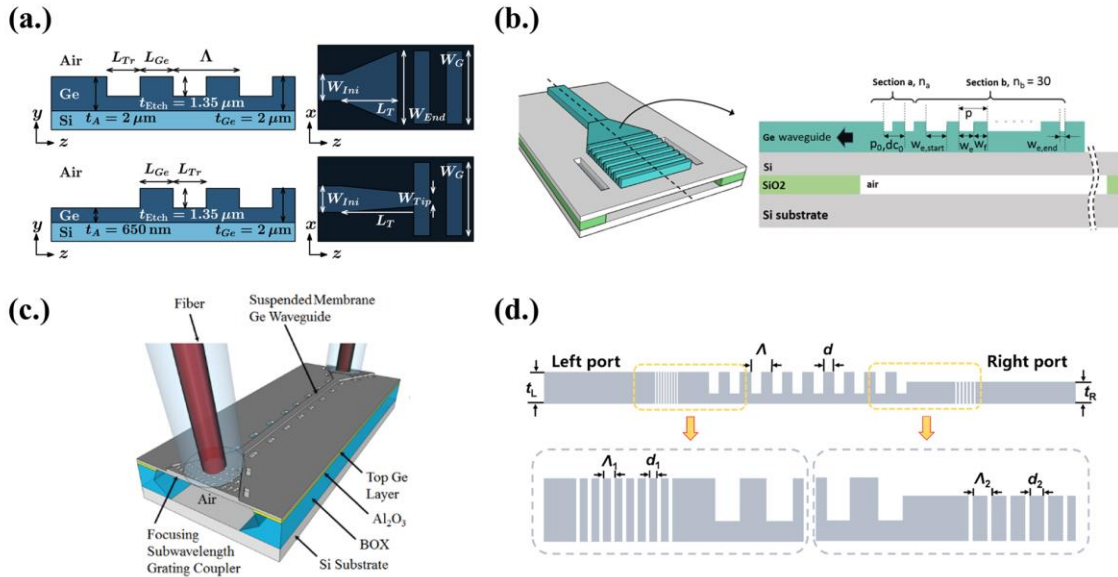 (a.)
Air
L_Tr L_Ge Λ
Ge
t_Etch = 1.35 μm
Si t_A = 2 μm t_Ge = 2 μm
y
z
W_Ini
L_T
W_End
W_G
x
z
Air
L_Ge L_Tr
Ge
t_Etch = 1.35 μm
Si t_A = 650 nm t_Ge = 2 μm
y
z
W_Ini
L_T
W_Tip
W_G
x
z
(b.)
Section a, n_a
Section b, n_b = 30
p
Ge waveguide
p_0,dc_0
w_e,start
w_e
w_f
w_e,end
Si
SiO2
air
Si substrate
(c.)
Fiber
Suspended Membrane
Ge Waveguide
Air
Focusing
Subwavelength
Grating Coupler
Top Ge
Layer
Al₂O₃
BOX
Si Substrate
(d.)
Left port
Λ
d
Right port
t_L
t_R
Λ₁
d₁
Λ₂
d₂